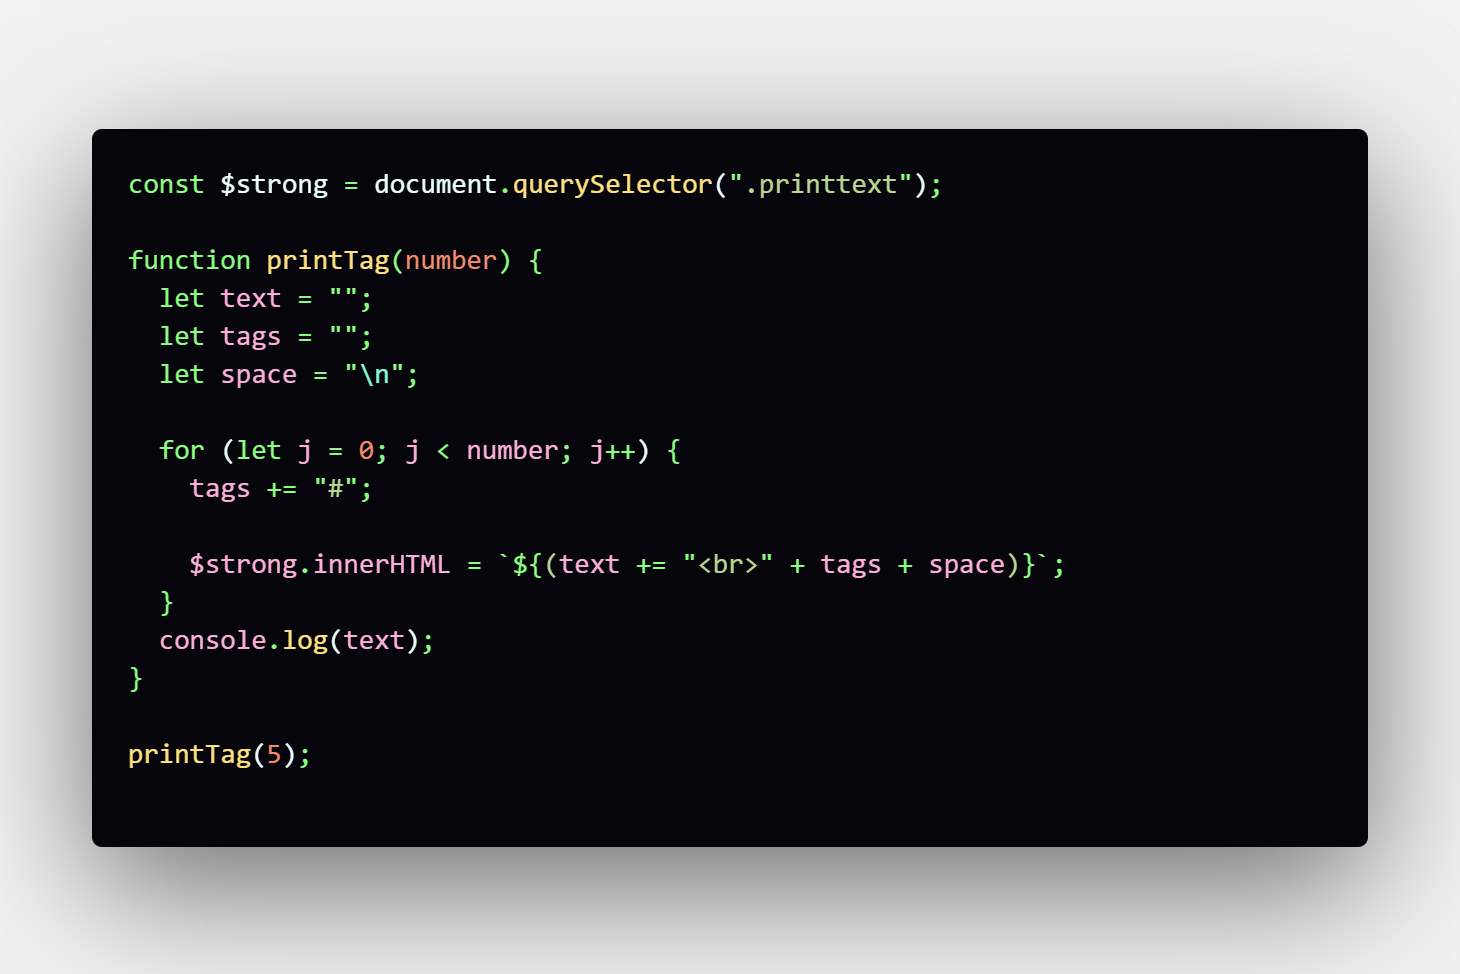 const $strong = document.querySelector(".printtext");
function printTag(number) {
  let text = "";
  let tags = "";
  let space = "\n";
  for (let j = 0; j < number; j++) {
    tags += "#";
    $strong.innerHTML = `${(text += "<br>" + tags + space)}`;
  }
  console.log(text);
}
printTag(5);